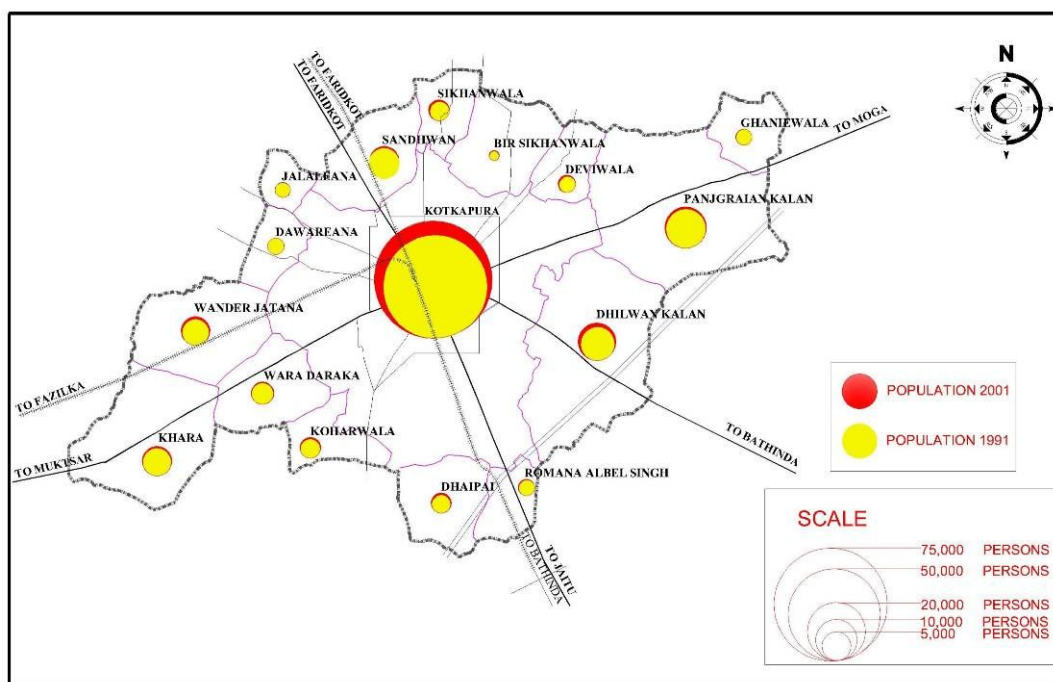 N
TO FARIDKOT
TO FARIDKOT
SIKHANWALA
GHANIEWALA
TO MOGA
SANDHWAN
BIR SIKHANWALA
DEVIWALA
JALALEANA
PANJGRAIAN KALAN
KOTKAPURA
DAWAREANA
WANDER JATANA
DHILWAN KALAN
WARA DARAKA
TO FAZILKA
KHARA
KOHARWALA
TO MUKTSAR
TO BATHINDA
ROMANA ALBEL SINGH
DHAIPAI
TO JAITU
TO BATHINDA
POPULATION 2001
POPULATION 1991
SCALE
75,000 PERSONS
50,000 PERSONS
20,000 PERSONS
10,000 PERSONS
5,000 PERSONS